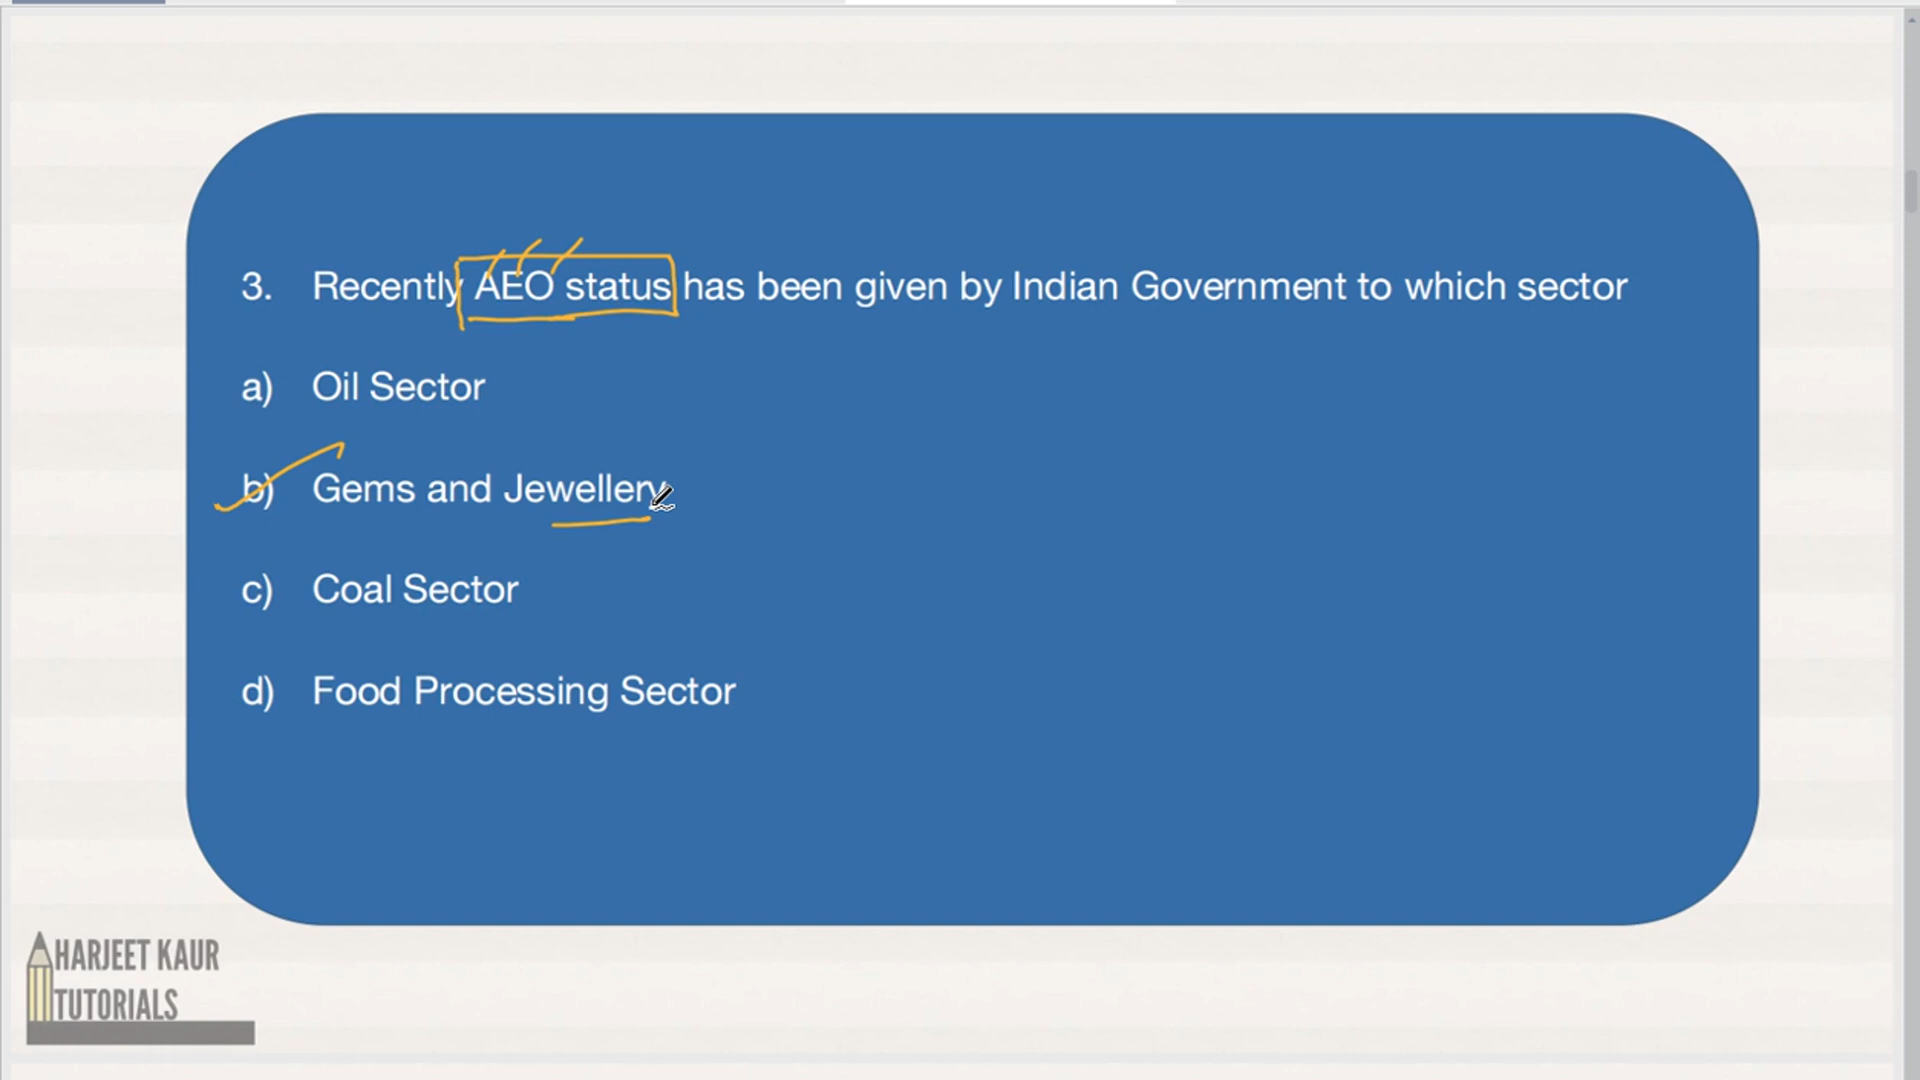 3. Recently AEO status has been given by Indian Government to which sector
a) Oil Sector
b) Gems and Jewellery
c) Coal Sector
d) Food Processing Sector
HARJEET KAUR
TUTORIALS